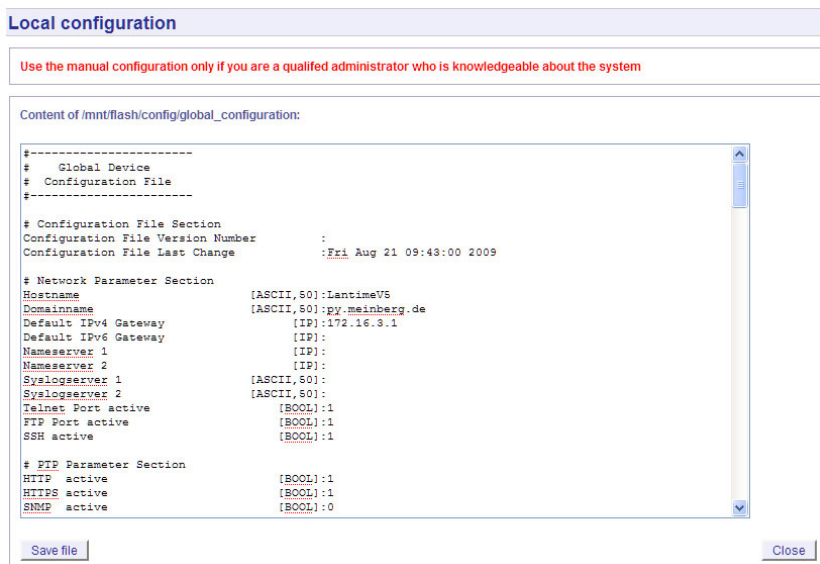 Local configuration
Use the manual configuration only if you are a qualifed administrator who is knowledgeable about the system
Content of /mnt/flash/config/global_configuration:
#-----------------------
#    Global Device
#  Configuration File
#-----------------------
# Configuration File Section
Configuration File Version Number        :
Configuration File Last Change           :Fri Aug 21 09:43:00 2009
# Network Parameter Section
Hostname                       [ASCII,50]:LantimeV5
Domainname                     [ASCII,50]:py.meinberg.de
Default IPv4 Gateway                 [IP]:172.16.3.1
Default IPv6 Gateway                 [IP]:
Nameserver 1                         [IP]:
Nameserver 2                         [IP]:
Syslogserver 1                 [ASCII,50]:
Syslogserver 2                 [ASCII,50]:
Telnet Port active                 [BOOL]:1
FTP Port active                    [BOOL]:1
SSH active                         [BOOL]:1
# PTP Parameter Section
HTTP  active                       [BOOL]:1
HTTPS active                       [BOOL]:1
SNMP  active                       [BOOL]:0
Save file
Close